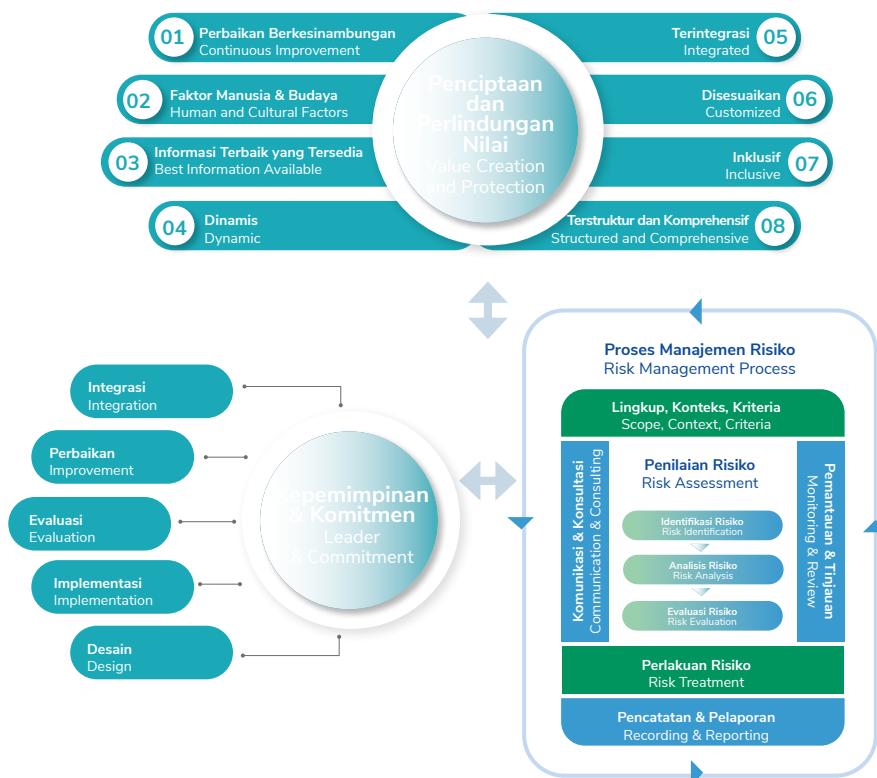 01
Perbaikan Berkesinambungan
Continuous Improvement
02
Faktor Manusia & Budaya
Human and Cultural Factors
03
Informasi Terbaik yang Tersedia
Best Information Available
04
Dinamis
Dynamic
Penciptaan
dan
Perlindungan
Nilai
Value Creation
and Protection
Terintegrasi
Integrated
05
Disesuaikan
Customized
06
Inklusif
Inclusive
07
Terstruktur dan Komprehensif
Structured and Comprehensive
08
Integrasi
Integration
Perbaikan
Improvement
Evaluasi
Evaluation
Implementasi
Implementation
Desain
Design
Kepemimpinan
& Komitmen
Leader
& Commitment
Proses Manajemen Risiko
Risk Management Process
Lingkup, Konteks, Kriteria
Scope, Context, Criteria
Komunikasi & Konsultasi
Communication & Consulting
Penilaian Risiko
Risk Assessment
Identifikasi Risiko
Risk Identification
Analisis Risiko
Risk Analysis
Evaluasi Risiko
Risk Evaluation
Pemantauan & Tinjauan
Monitoring & Review
Perlakuan Risiko
Risk Treatment
Pencatatan & Pelaporan
Recording & Reporting